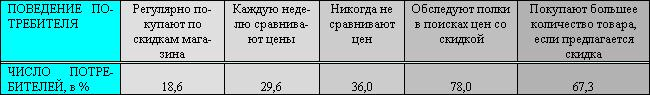 ПОВЕДЕНИЕ ПО-
ТРЕБИТЕЛЯ
Регулярно по-
купают по
скидкам мага-
зина
Каждую неде-
лю сравнива-
ют цены
Никогда не
сравнивают
цен
Обследуют полки
в поисках цен со
скидкой
Покупают большее
количество товара,
если предлагается
скидка
ЧИСЛО ПОТРЕ-
БИТЕЛЕЙ, в %
18,6
29,6
36,0
78,0
67,3